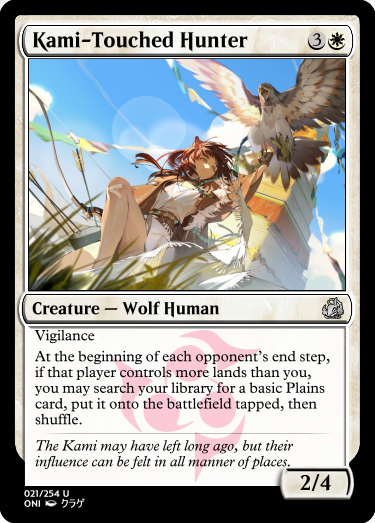 Kami-Touched Hunter 3
Creature — Wolf Human
Vigilance
At the beginning of each opponent's end step,
if that player controls more lands than you,
you may search your library for a basic Plains
card, put it onto the battlefield tapped, then
shuffle.
The Kami may have left long ago, but their
influence can be felt in all manner of places.
2/4
021/254 U
ONI クラゲ